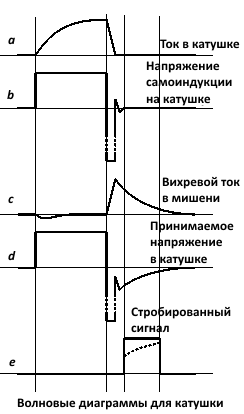 a
Ток в катушке
Напряжение
самоиндукции
на катушке
b
Вихревой ток
в мишени
c
Принимаемое
напряжение
в катушке
d
Стробированный
сигнал
e
Волновые диаграммы для катушки